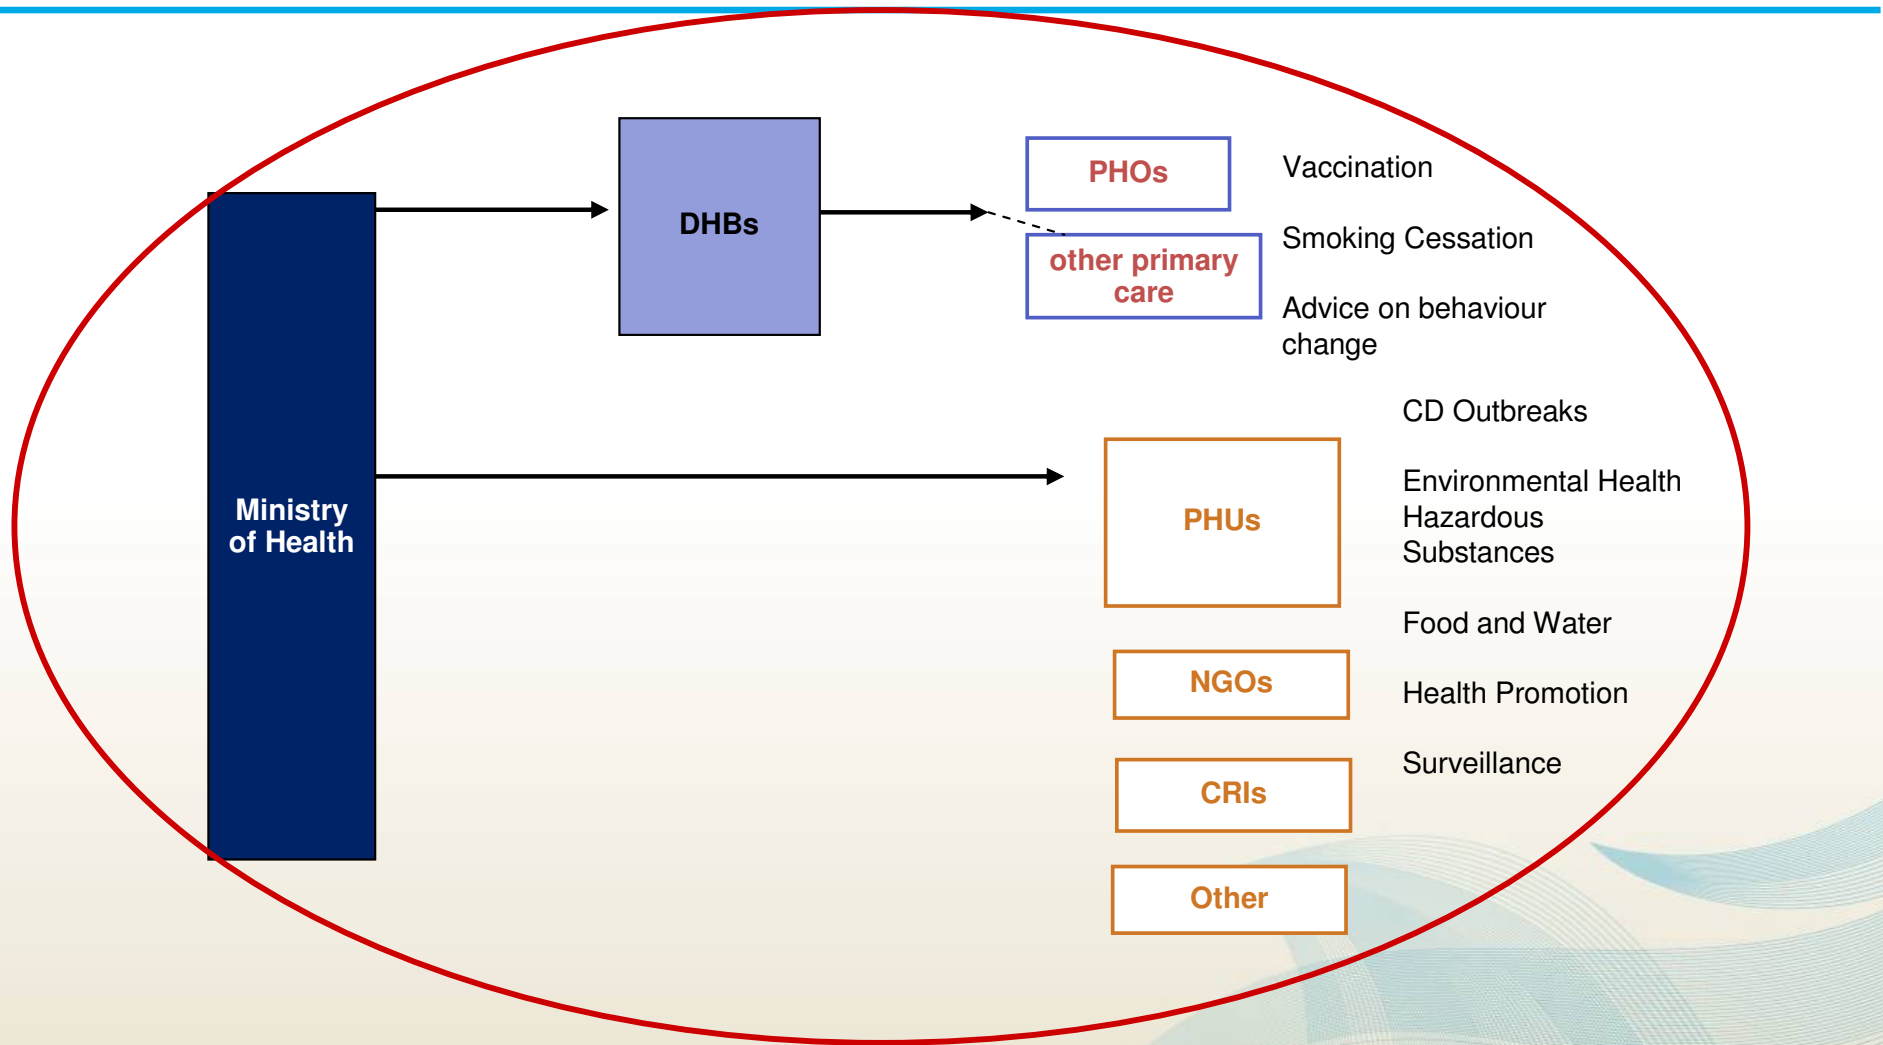 Ministry
of Health
DHBs
PHOs
other primary
care
Vaccination
Smoking Cessation
Advice on behaviour
change
PHUs
NGOs
CRIs
Other
CD Outbreaks
Environmental Health
Hazardous
Substances
Food and Water
Health Promotion
Surveillance